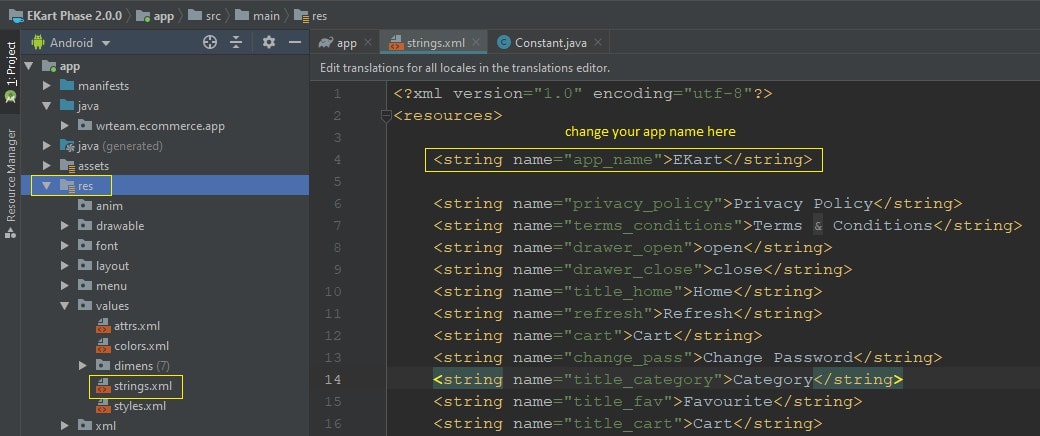 EKart Phase 2.0.0 app src main res
1: Project
Resource Manager
Android
app
manifests
java
wrteam.ecommerce.app
java (generated)
assets
res
anim
drawable
font
layout
menu
values
attrs.xml
colors.xml
dimens (7)
strings.xml
styles.xml
xml
app strings.xml Constant.java
Edit translations for all locales in the translations editor.
1 <?xml version="1.0" encoding="utf-8"?>
2 <resources>
change your app name here
3
4 <string name="app_name">EKart</string>
5
6 <string name="privacy_policy">Privacy Policy</string>
7 <string name="terms_conditions">Terms & Conditions</string>
8 <string name="drawer_open">open</string>
9 <string name="drawer_close">close</string>
10 <string name="title_home">Home</string>
11 <string name="refresh">Refresh</string>
12 <string name="cart">Cart</string>
13 <string name="change_pass">Change Password</string>
14 <string name="title_category">Category</string>
15 <string name="title_fav">Favourite</string>
16 <string name="title_cart">Cart</string>